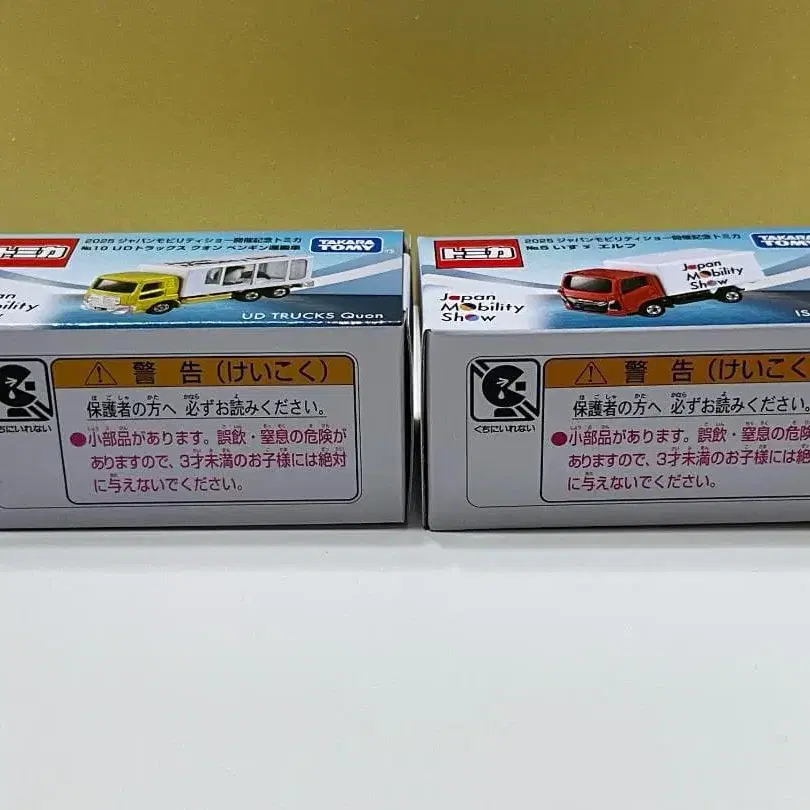 トミカ
2025 ジャパンモビリティショー開催記念トミカ
No.10 UDトラックス クオン ペンギン運搬車
TAKARA
TOMY
Japan
Mobility
UD TRUCKS Quon
警告(けいこく)
保護者の方へ 必ずお読みください。
●小部品があります。誤飲・窒息の危険が
ありますので、3才未満のお子様には絶対
に与えないでください。
口にいれない
トミカ
2025 ジャパンモビリティショー開催記念トミカ
No.5 いすゞ エルフ
TAKARA
TOMY
Japan
Mobility
Show
Japan
Mobility
Show
IS
警告(けいこく
保護者の方へ 必ずお読みください。
●小部品があります。誤飲・窒息の危険
ありますので、3才未満のお子様には絶
に与えないでください。
くちにいれない